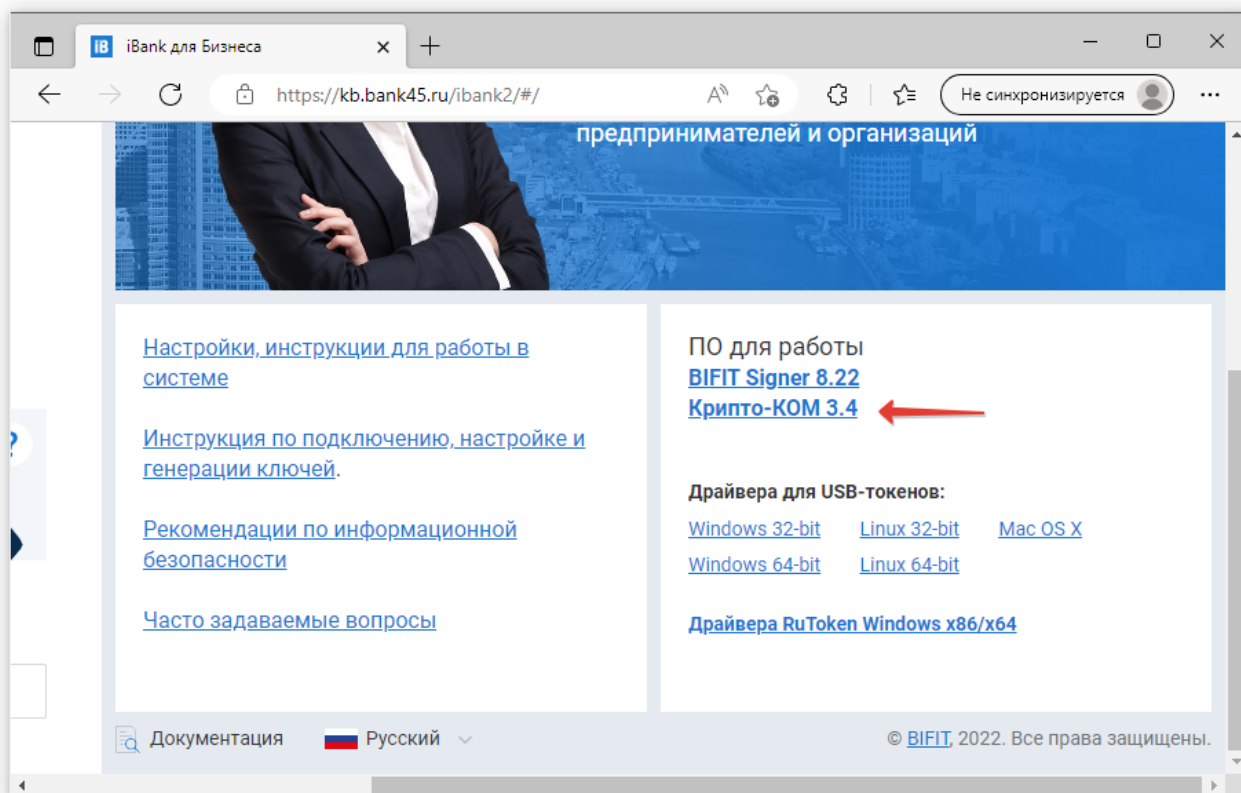 iB iBank для Бизнеса
https://kb.bank45.ru/ibank2/#/
Не синхронизируется
предпринимателей и организаций
Настройки, инструкции для работы в
системе
Инструкция по подключению, настройке и
генерации ключей.
Рекомендации по информационной
безопасности
Часто задаваемые вопросы
ПО для работы
BIFIT Signer 8.22
Крипто-КОМ 3.4
Драйвера для USB-токенов:
Windows 32-bit Linux 32-bit Mac OS X
Windows 64-bit Linux 64-bit
Драйвера RuToken Windows x86/x64
?
Документация Русский
© BIFIT, 2022. Все права защищены.